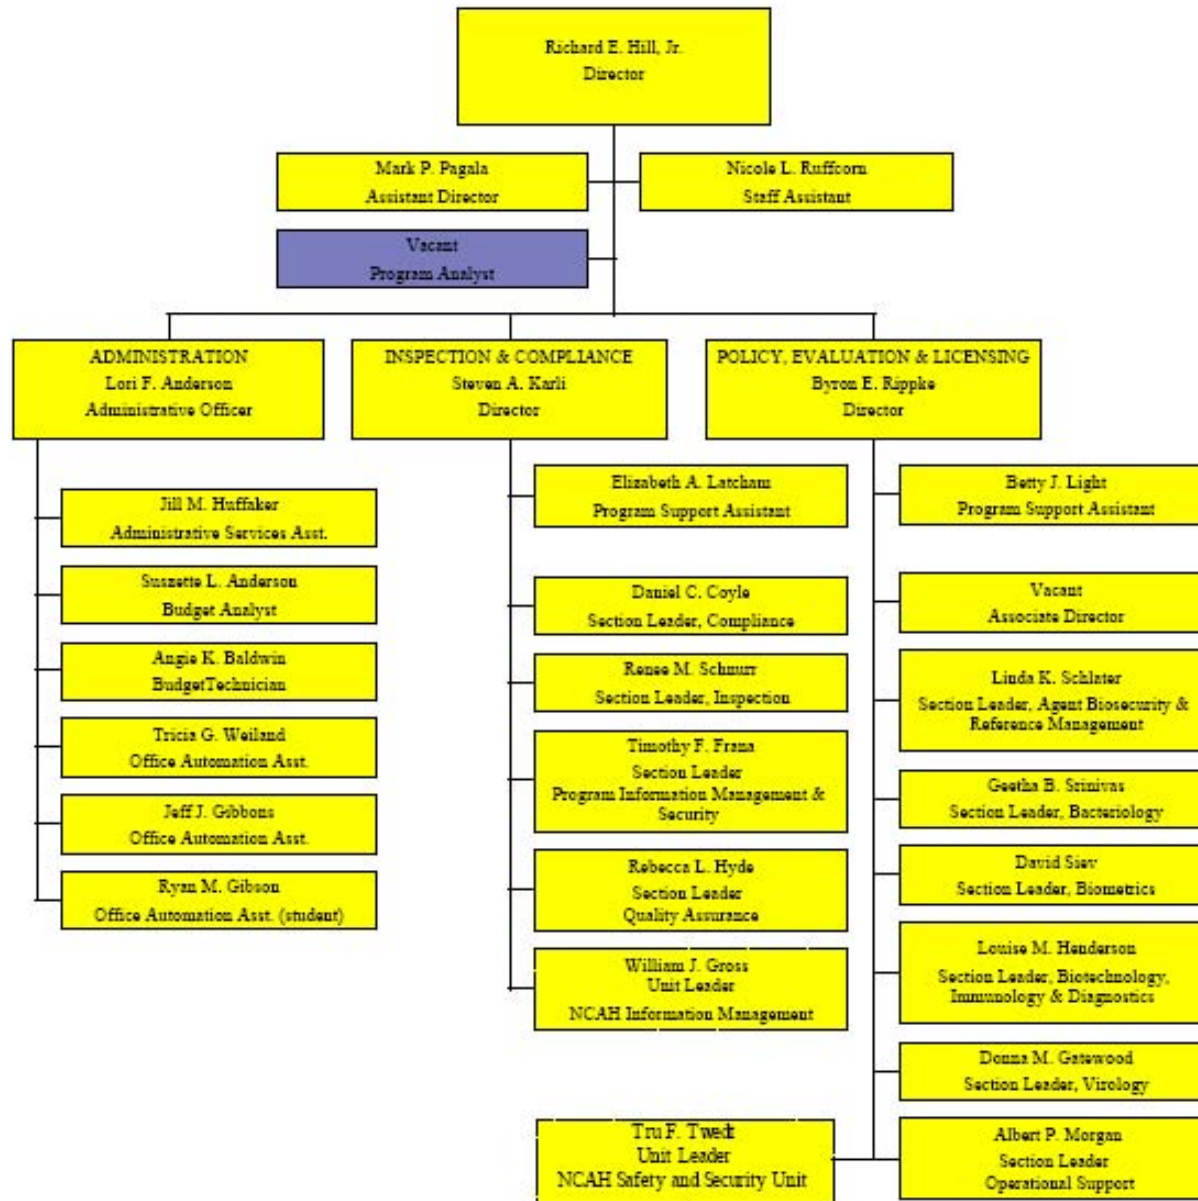 Richard E. Hill, Jr.
Director
Mark P. Pagala
Assistant Director
Nicole L. Ruffcorn
Staff Assistant
Vacant
Program Analyst
ADMINISTRATION
Lori F. Anderson
Administrative Officer
INSPECTION & COMPLIANCE
Steven A. Karli
Director
POLICY, EVALUATION & LICENSING
Byron E. Rippke
Director
Jill M. Huffaker
Administrative Services Asst.
Suszette L. Anderson
Budget Analyst
Angie K. Baldwin
BudgetTechnician
Tricia G. Weiland
Office Automation Asst.
Jeff J. Gibbons
Office Automation Asst.
Ryan M. Gibson
Office Automation Asst. (student)
Elizabeth A. Latcham
Program Support Assistant
Daniel C. Coyle
Section Leader, Compliance
Renee M. Schnurr
Section Leader, Inspection
Timothy F. Frana
Section Leader
Program Information Management &
Security
Rebecca L. Hyde
Section Leader
Quality Assurance
William J. Gross
Unit Leader
NCAH Information Management
Betty J. Light
Program Support Assistant
Vacant
Associate Director
Linda K. Schlater
Section Leader, Agent Biosecurity &
Reference Management
Geetha B. Srinivas
Section Leader, Bacteriology
David Siev
Section Leader, Biometrics
Louise M. Henderson
Section Leader, Biotechnology,
Immunology & Diagnostics
Donna M. Gatewood
Section Leader, Virology
Tru F. Twedt
Unit Leader
NCAH Safety and Security Unit
Albert P. Morgan
Section Leader
Operational Support